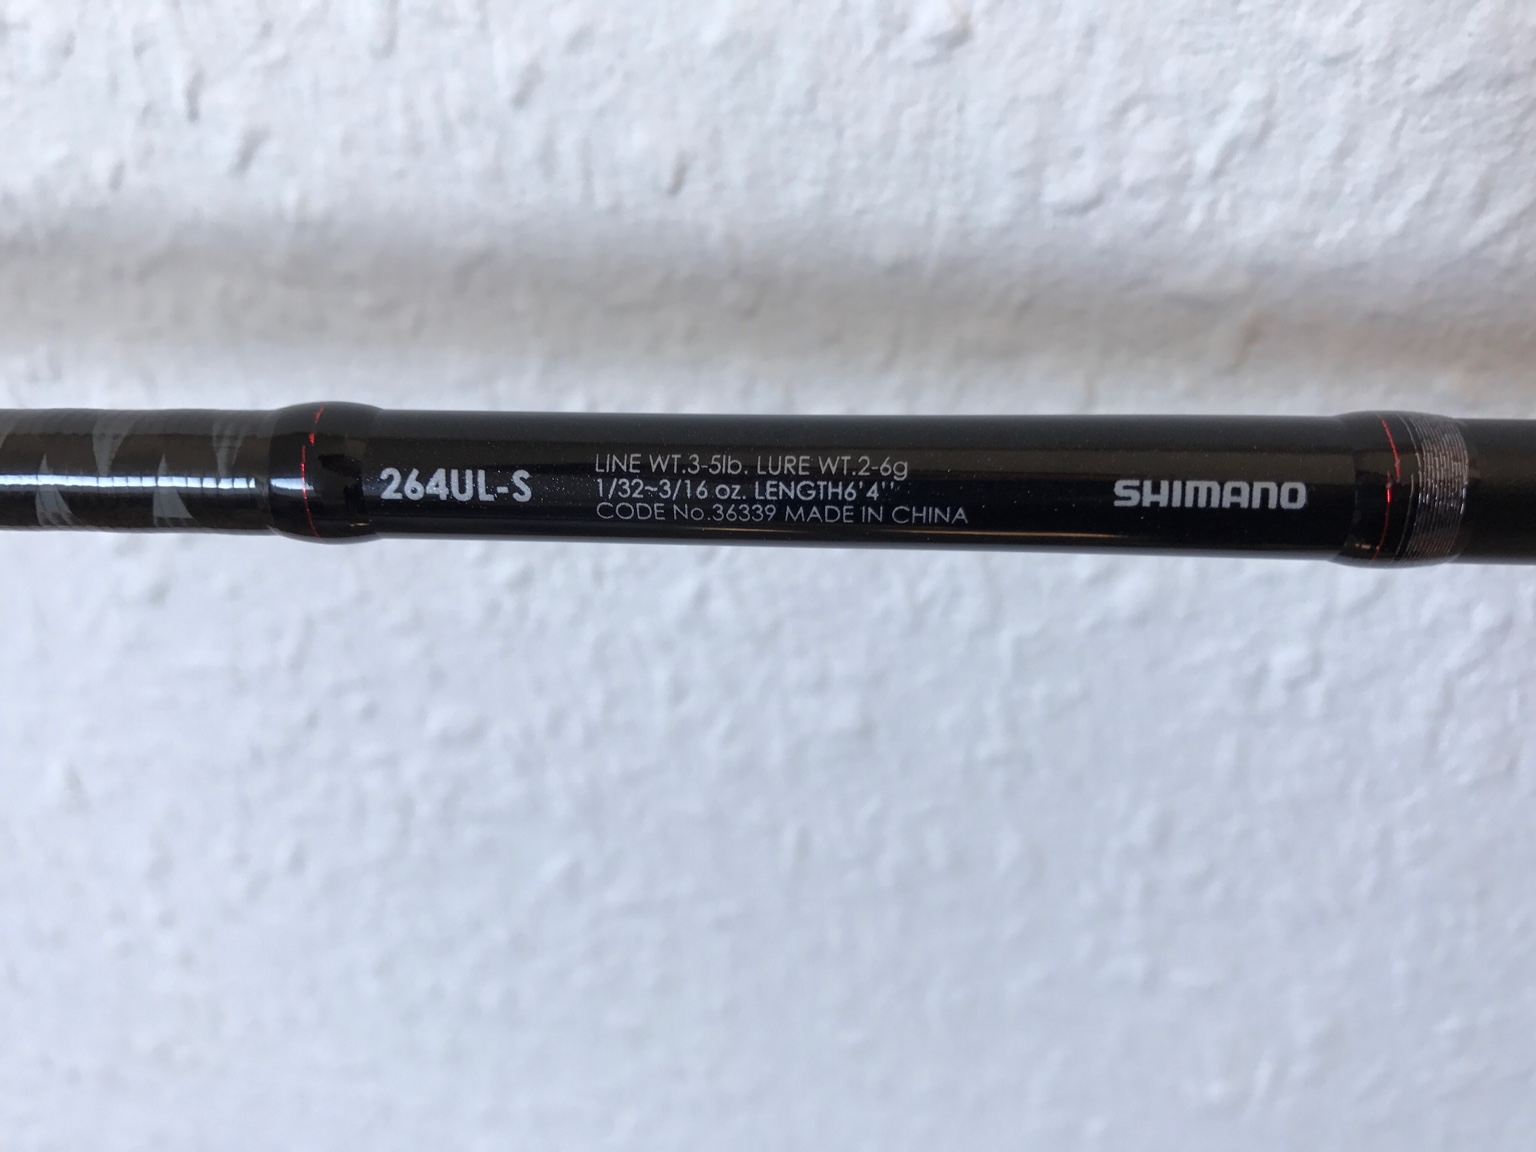 264UL-S
LINE WT.3-5lb. LURE WT.2-6g
1/32~3/16 oz. LENGTH6'4''
CODE No.36339 MADE IN CHINA
SHIMANO